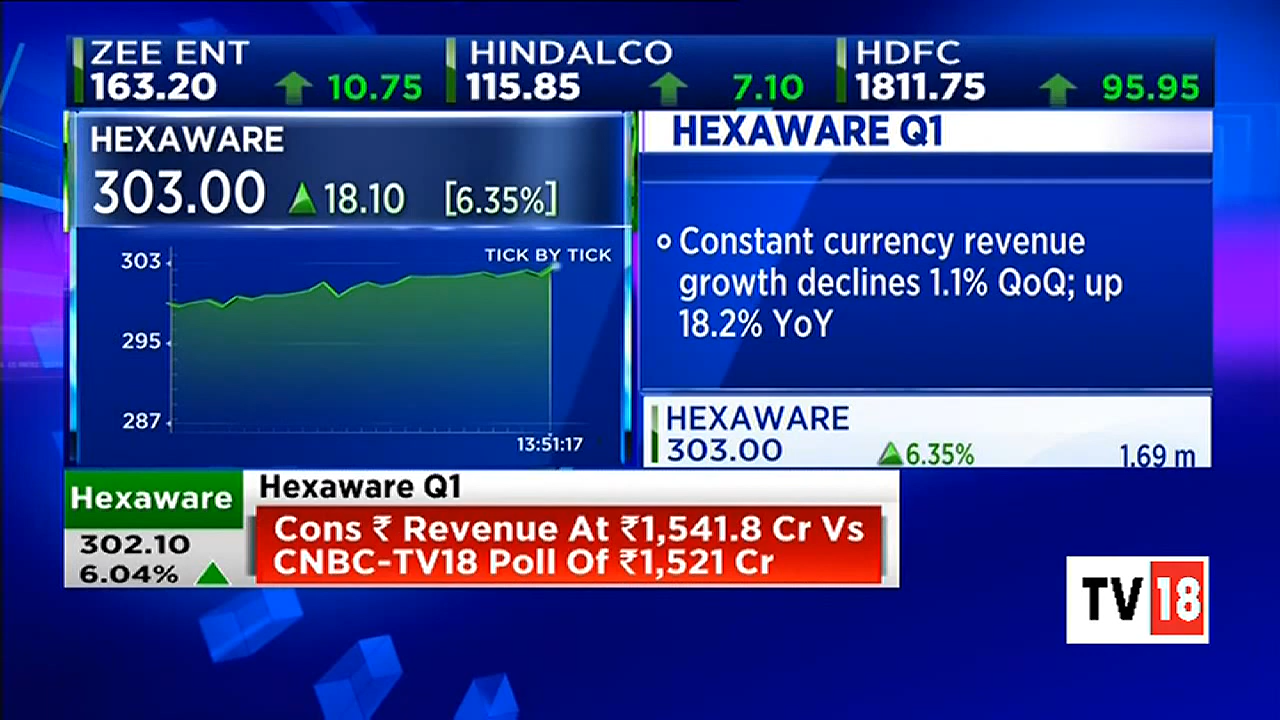 ZEE ENT
163.20 10.75
HINDALCO
115.85 7.10
HDFC
1811.75 95.95
HEXAWARE
303.00 18.10 [6.35%]
TICK BY TICK
303
295
287
13:51:17
HEXAWARE Q1
Constant currency revenue
growth declines 1.1% QoQ; up
18.2% YoY
HEXAWARE
303.00 6.35% 1.69 m
Hexaware
302.10
6.04%
Hexaware Q1
Cons ₹ Revenue At ₹1,541.8 Cr Vs
CNBC-TV18 Poll Of ₹1,521 Cr
TV18